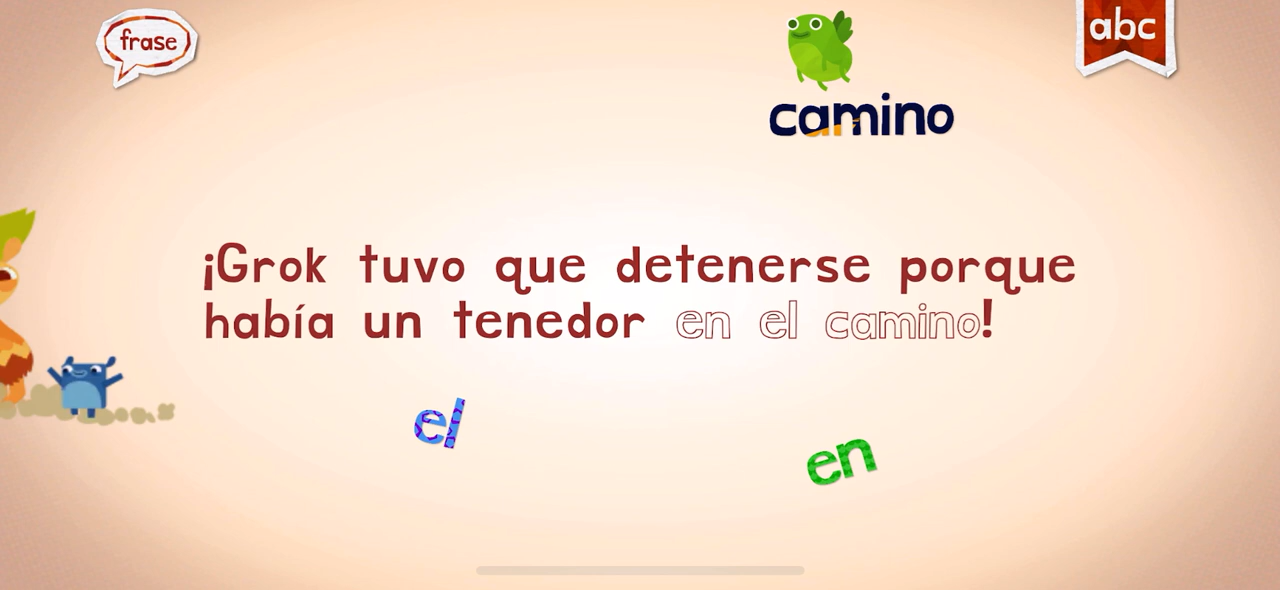 frase
abc
camino
¡Grok tuvo que detenerse porque
había un tenedor en el camino!
el
en